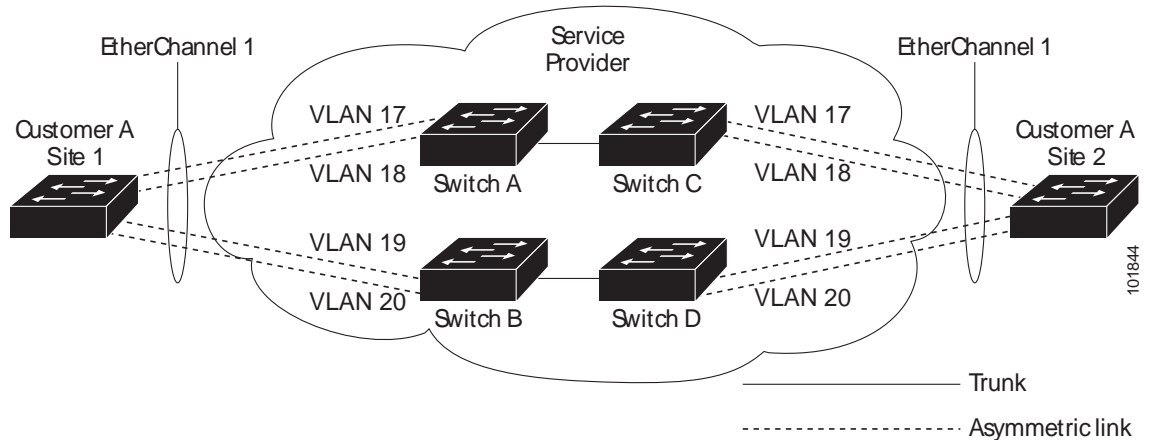 EtherChannel 1
Service
Provider
EtherChannel 1
Customer A
Site 1
VLAN 17
VLAN 18
Switch A
Switch C
VLAN 17
VLAN 18
Customer A
Site 2
VLAN 19
VLAN 20
Switch B
Switch D
VLAN 19
VLAN 20
101844
Trunk
Asymmetric link